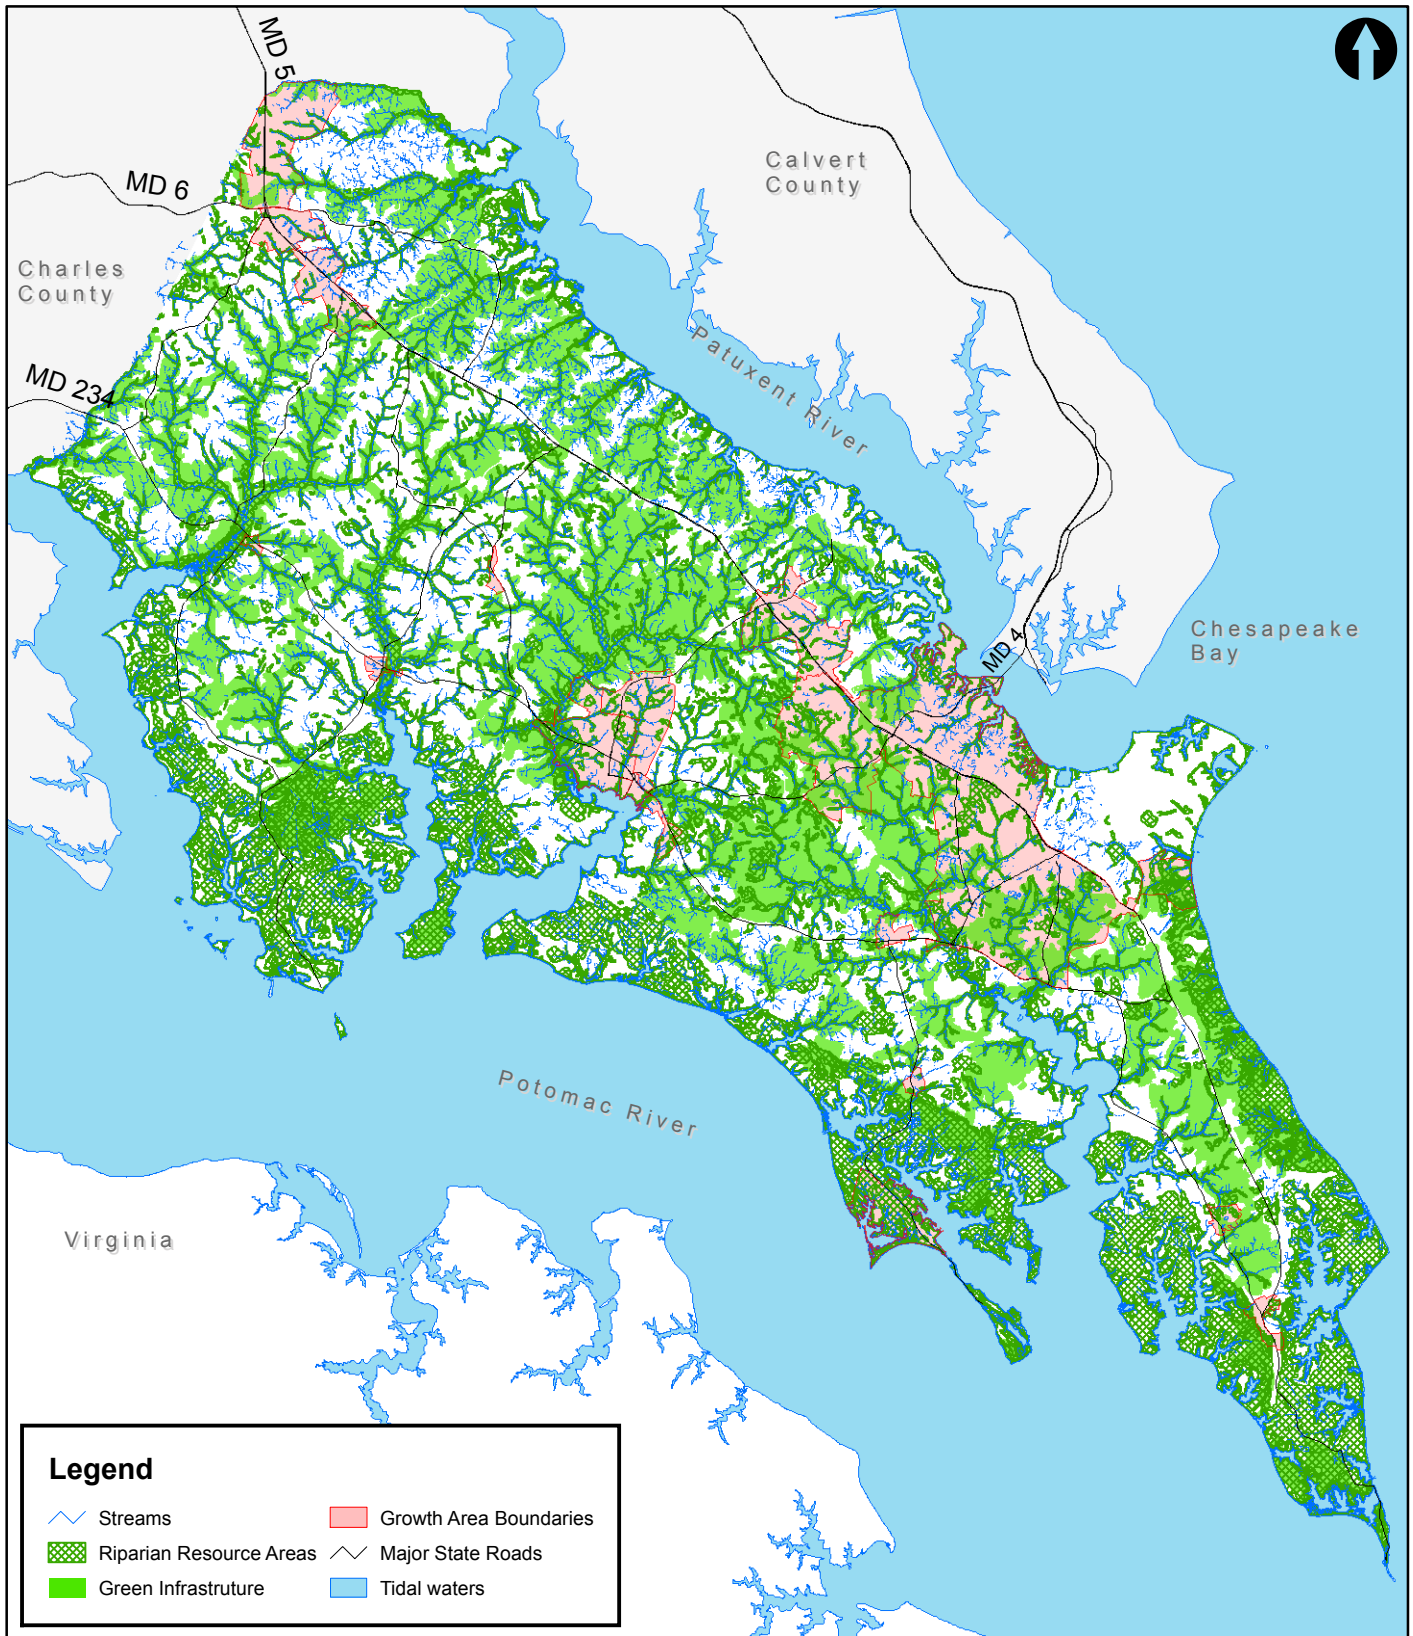 MD 5
Calvert
County
MD 6
Charles
County
Patuxent River
MD 234
MD 4
Chesapeake
Bay
Potomac River
Virginia
Legend
Streams
Riparian Resource Areas
Green Infrastruture
Growth Area Boundaries
Major State Roads
Tidal waters